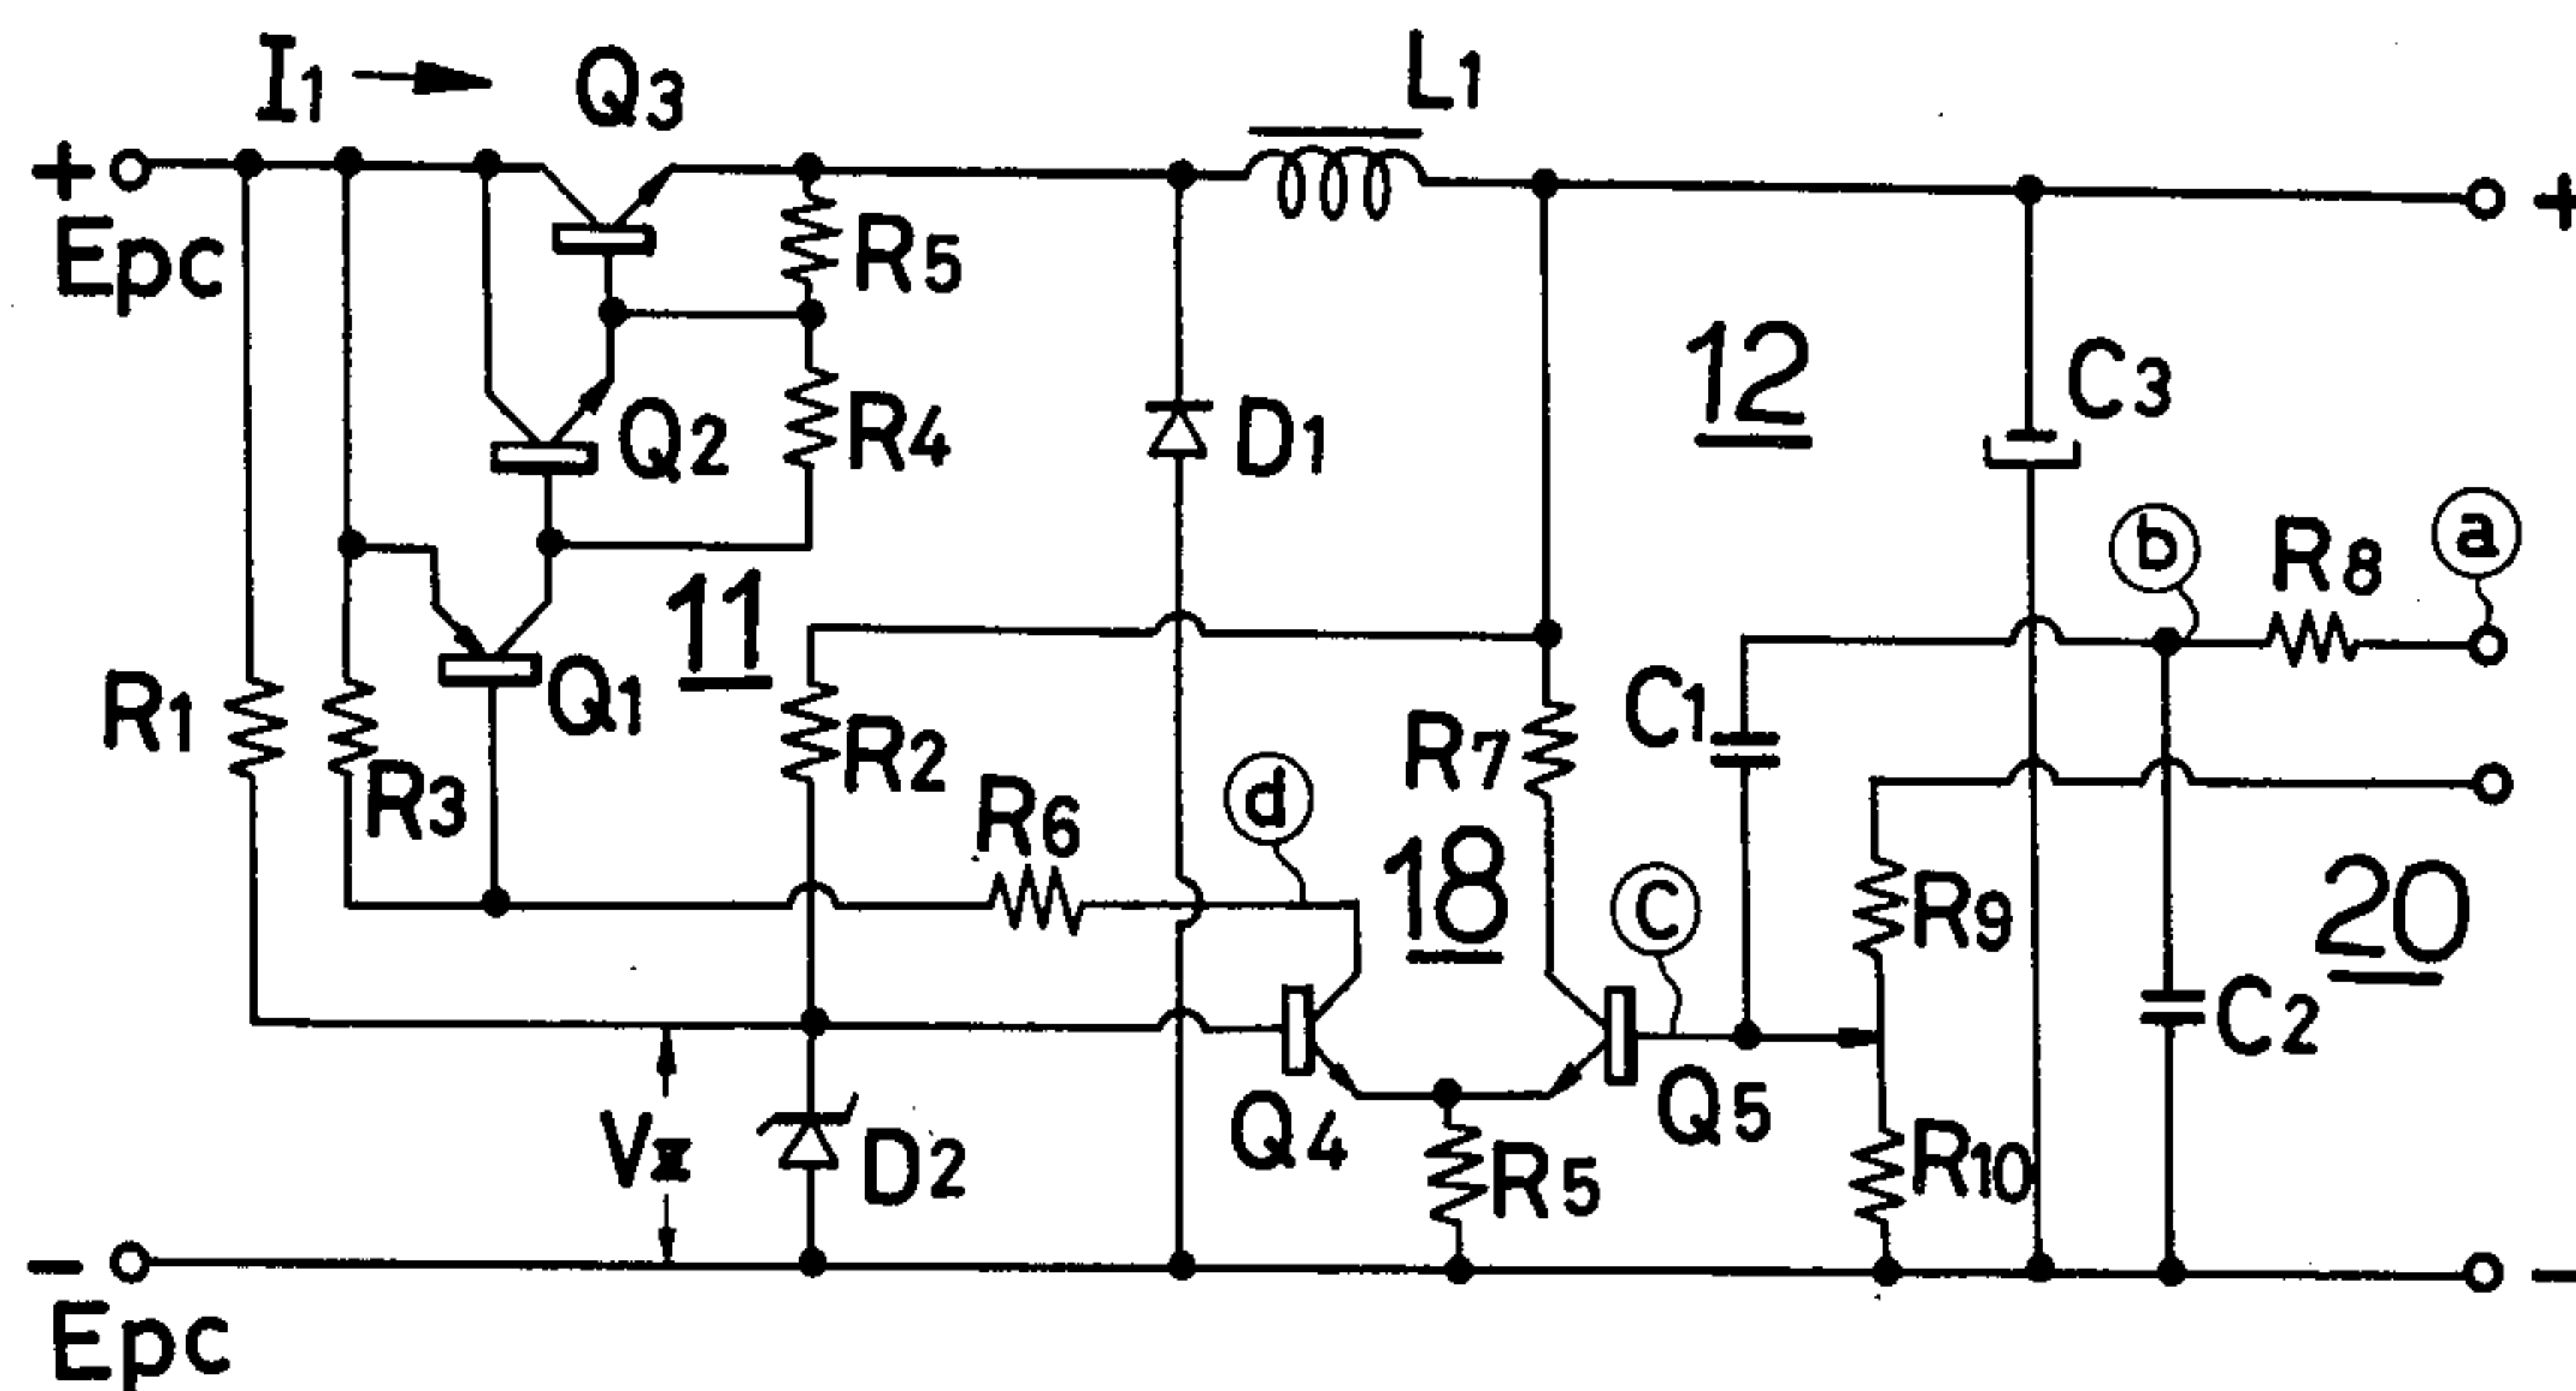 I1 Q3 L1
+ +
Epc
R5
12
C3
Q2 R4 D1
b R8 a
11
R1 Q1 R2 R7 C1
R3 R6 d
18 C R9
20
C2
Vz D2 Q4 R5 Q5 R10
- -
Epc